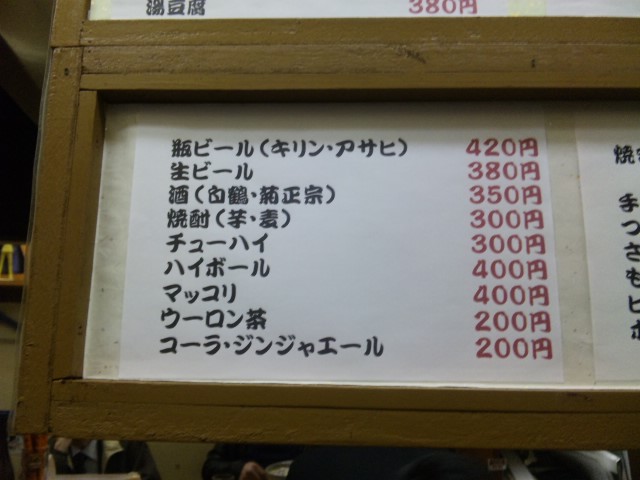 湯豆腐 380円
瓶ビール(キリン・アサヒ) 420円
生ビール 380円
酒(白鶴・菊正宗) 350円
焼酎(芋・麦) 300円
チューハイ 300円
ハイボール 400円
マッコリ 400円
ウーロン茶 200円
コーラ・ジンジャエール 200円
焼
手
つ
さ
も